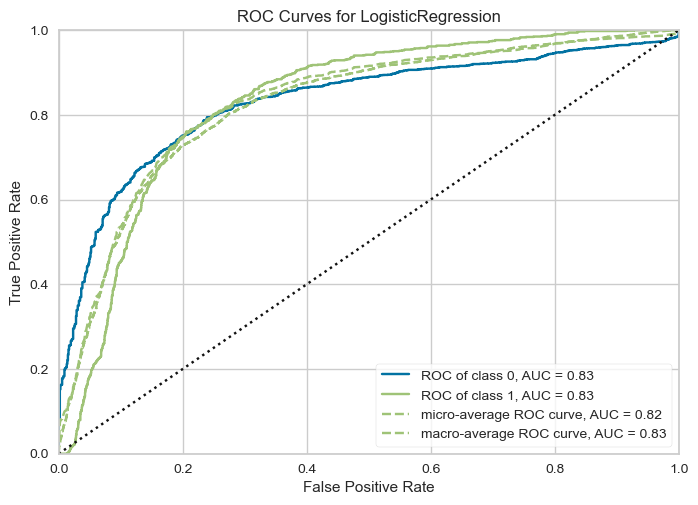 ROC Curves for LogisticRegression
1.0
0.8
0.6
0.4
0.2
0.0
True Positive Rate
ROC of class 0, AUC = 0.83
ROC of class 1, AUC = 0.83
micro-average ROC curve, AUC = 0.82
macro-average ROC curve, AUC = 0.83
0.0 0.2 0.4 0.6 0.8 1.0
False Positive Rate